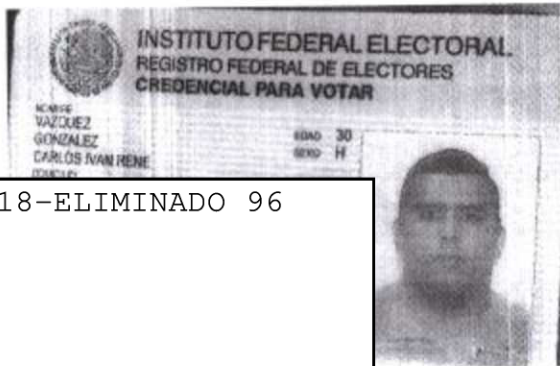 INSTITUTO FEDERAL ELECTORAL
REGISTRO FEDERAL DE ELECTORES
CREDENCIAL PARA VOTAR
NOMBRE
VAZQUEZ
GONZALEZ
CARLOS IVAN RENE
EDAD 30
SEXO H
18-ELIMINADO 96